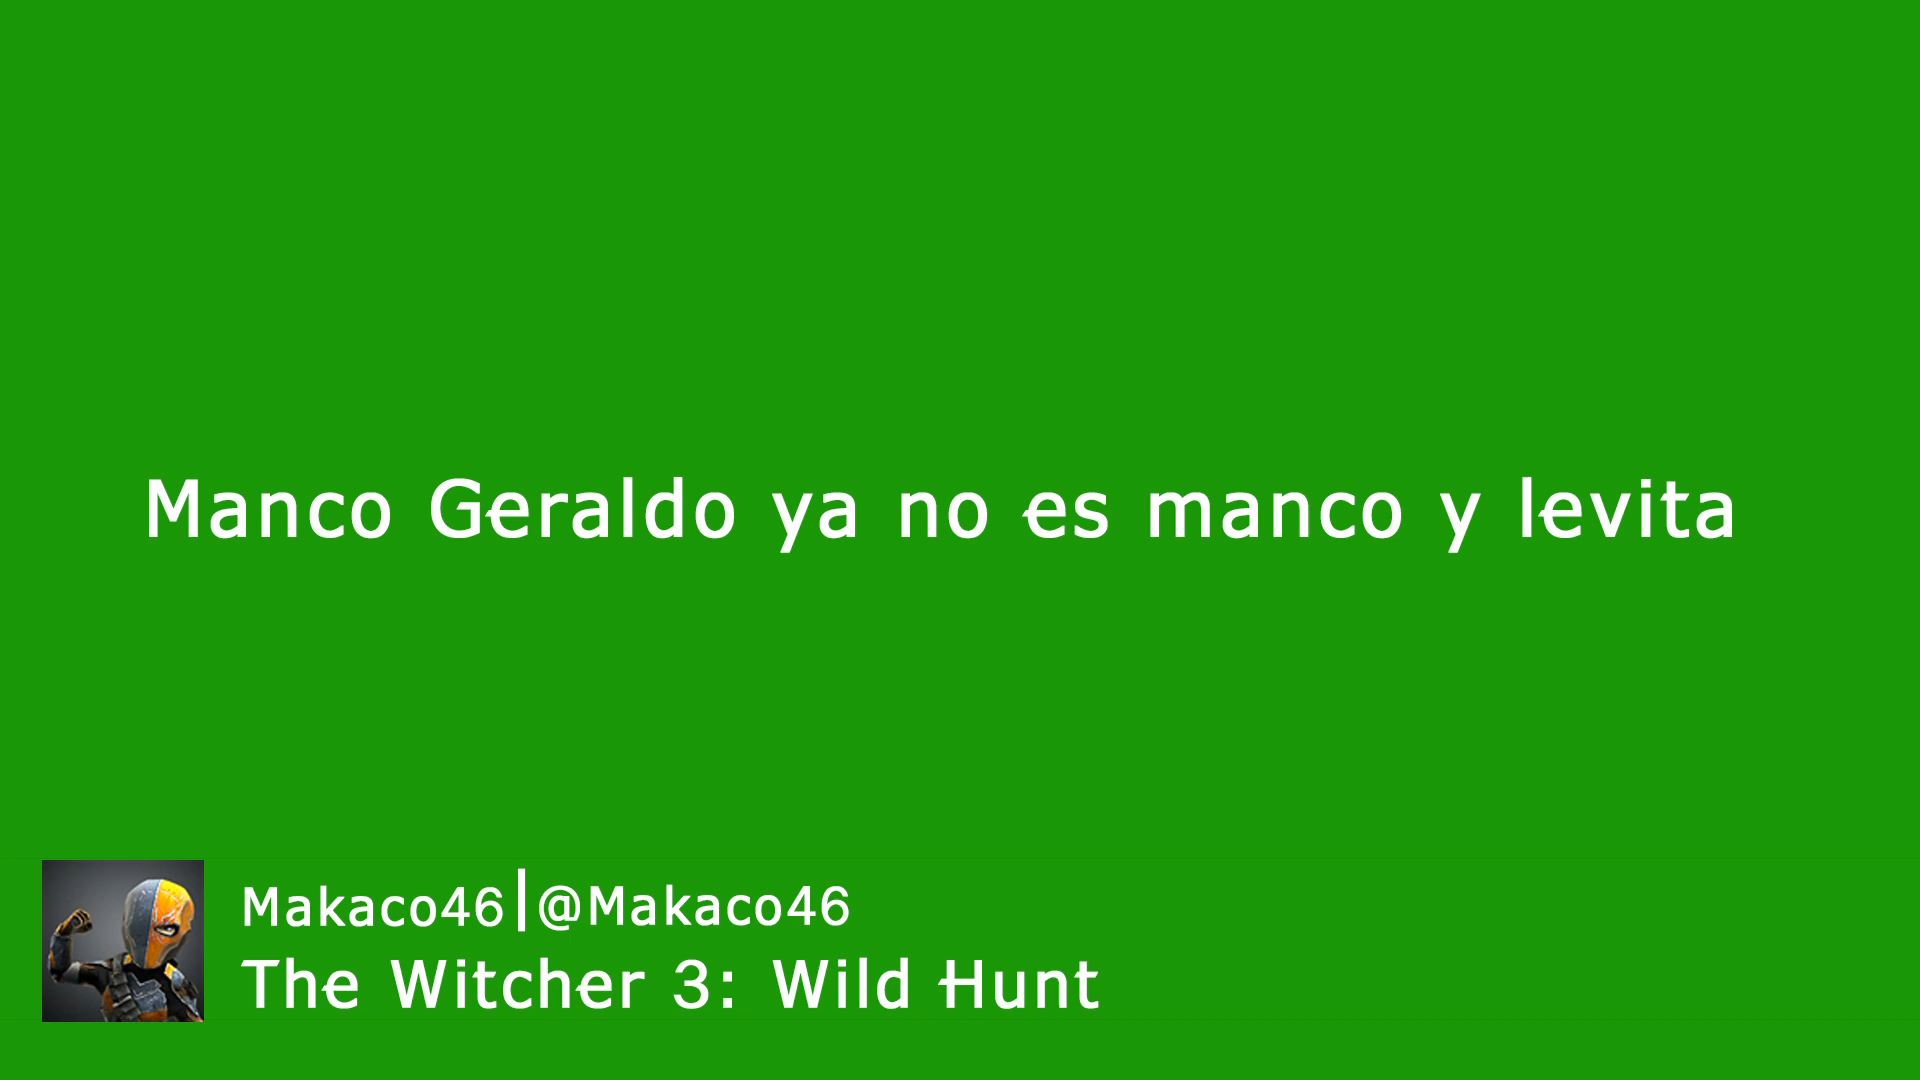 Manco Geraldo ya no es manco y levita
Makaco46|@Makaco46
The Witcher 3: Wild Hunt